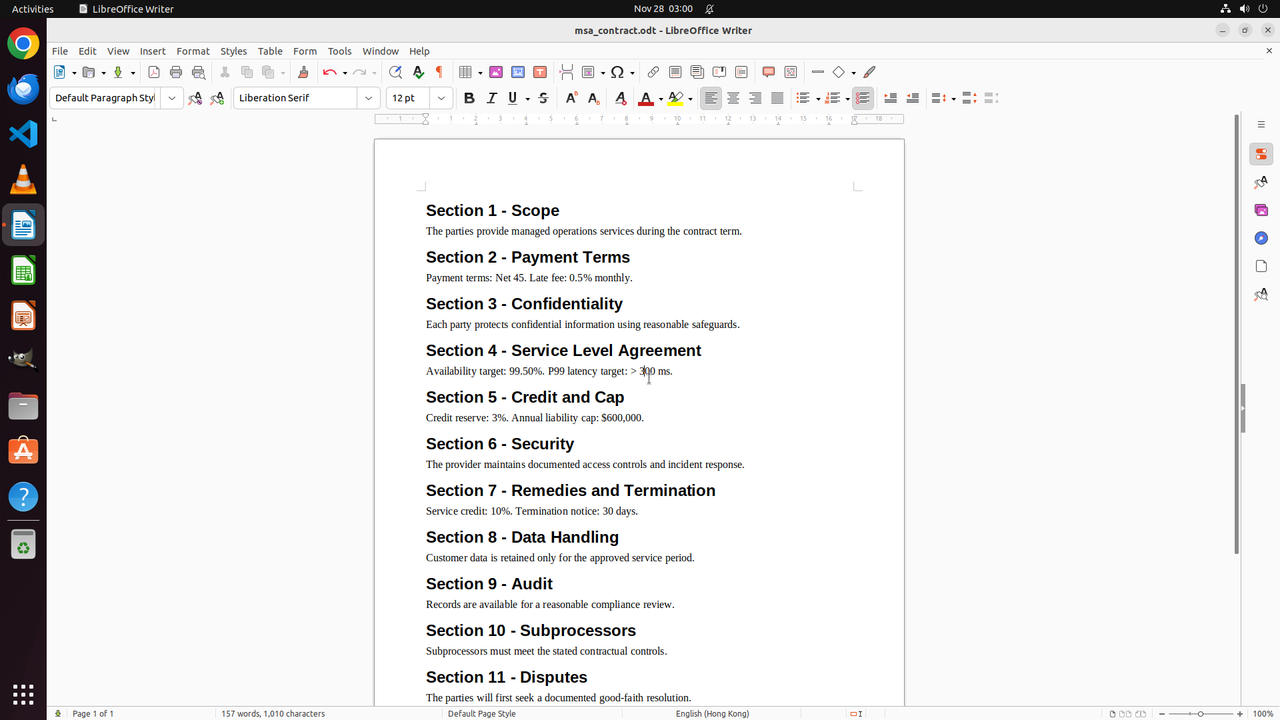 Activities
LibreOffice Writer
Nov 28 03:00
msa_contract.odt - LibreOffice Writer
File Edit View Insert Format Styles Table Form Tools Window Help
Default Paragraph Styl
Liberation Serif
12 pt
Section 1 - Scope
The parties provide managed operations services during the contract term.
Section 2 - Payment Terms
Payment terms: Net 45. Late fee: 0.5% monthly.
Section 3 - Confidentiality
Each party protects confidential information using reasonable safeguards.
Section 4 - Service Level Agreement
Availability target: 99.50%. P99 latency target: > 300 ms.
Section 5 - Credit and Cap
Credit reserve: 3%. Annual liability cap: $600,000.
Section 6 - Security
The provider maintains documented access controls and incident response.
Section 7 - Remedies and Termination
Service credit: 10%. Termination notice: 30 days.
Section 8 - Data Handling
Customer data is retained only for the approved service period.
Section 9 - Audit
Records are available for a reasonable compliance review.
Section 10 - Subprocessors
Subprocessors must meet the stated contractual controls.
Section 11 - Disputes
The parties will first seek a documented good-faith resolution.
Page 1 of 1
157 words, 1,010 characters
Default Page Style
English (Hong Kong)
100%